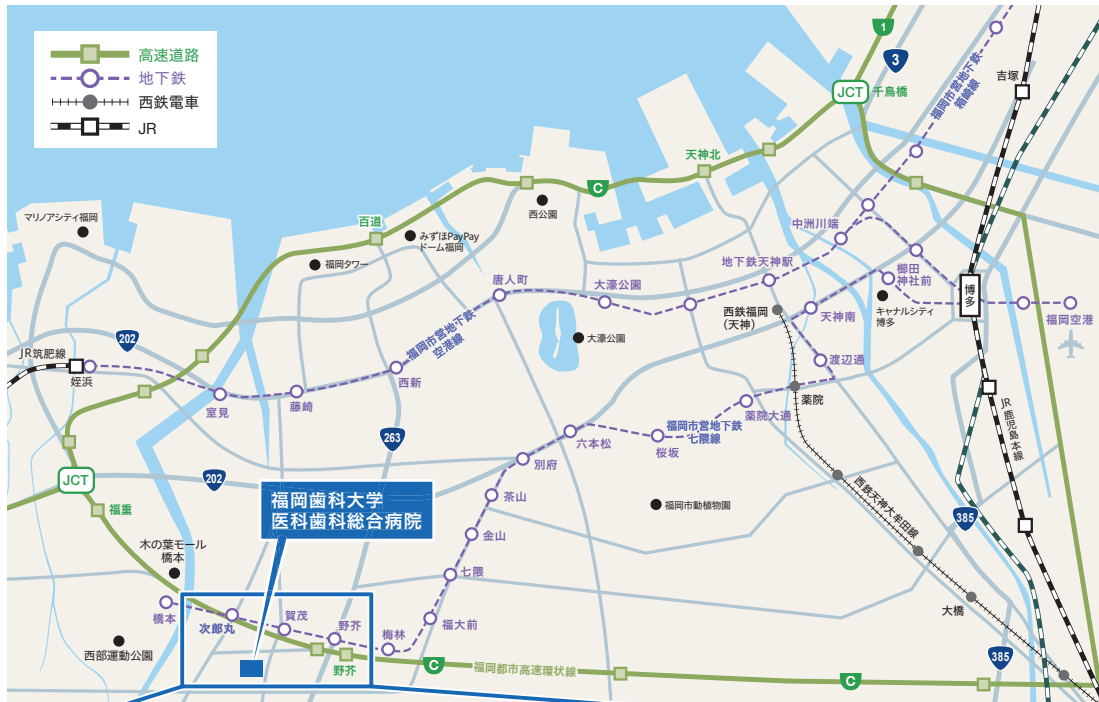 高速道路
地下鉄
西鉄電車
JR
1
3
JCT
千鳥橋
福岡市営地下鉄
箱崎線
吉塚
天神北
C
西公園
マリノアシティ福岡
百道
みずほPayPay
ドーム福岡
福岡タワー
中洲川端
地下鉄天神駅
櫛田
神社前
博多
唐人町
大濠公園
西鉄福岡
(天神)
天神南
キャナルシティ
博多
福岡空港
202
福岡市営地下鉄
空港線
大濠公園
JR筑肥線
姪浜
室見
藤崎
西新
渡辺通
薬院
薬院大通
JR鹿児島本線
263
六本松
福岡市営地下鉄
七隈線
桜坂
別府
JCT
202
福岡歯科大学
医科歯科総合病院
茶山
福岡市動植物園
西鉄天神大牟田線
385
福重
金山
木の葉モール
橋本
七隈
橋本
次郎丸
賀茂
野芥
梅林
福大前
大橋
西部運動公園
野芥
C
福岡都市高速環状線
C
385